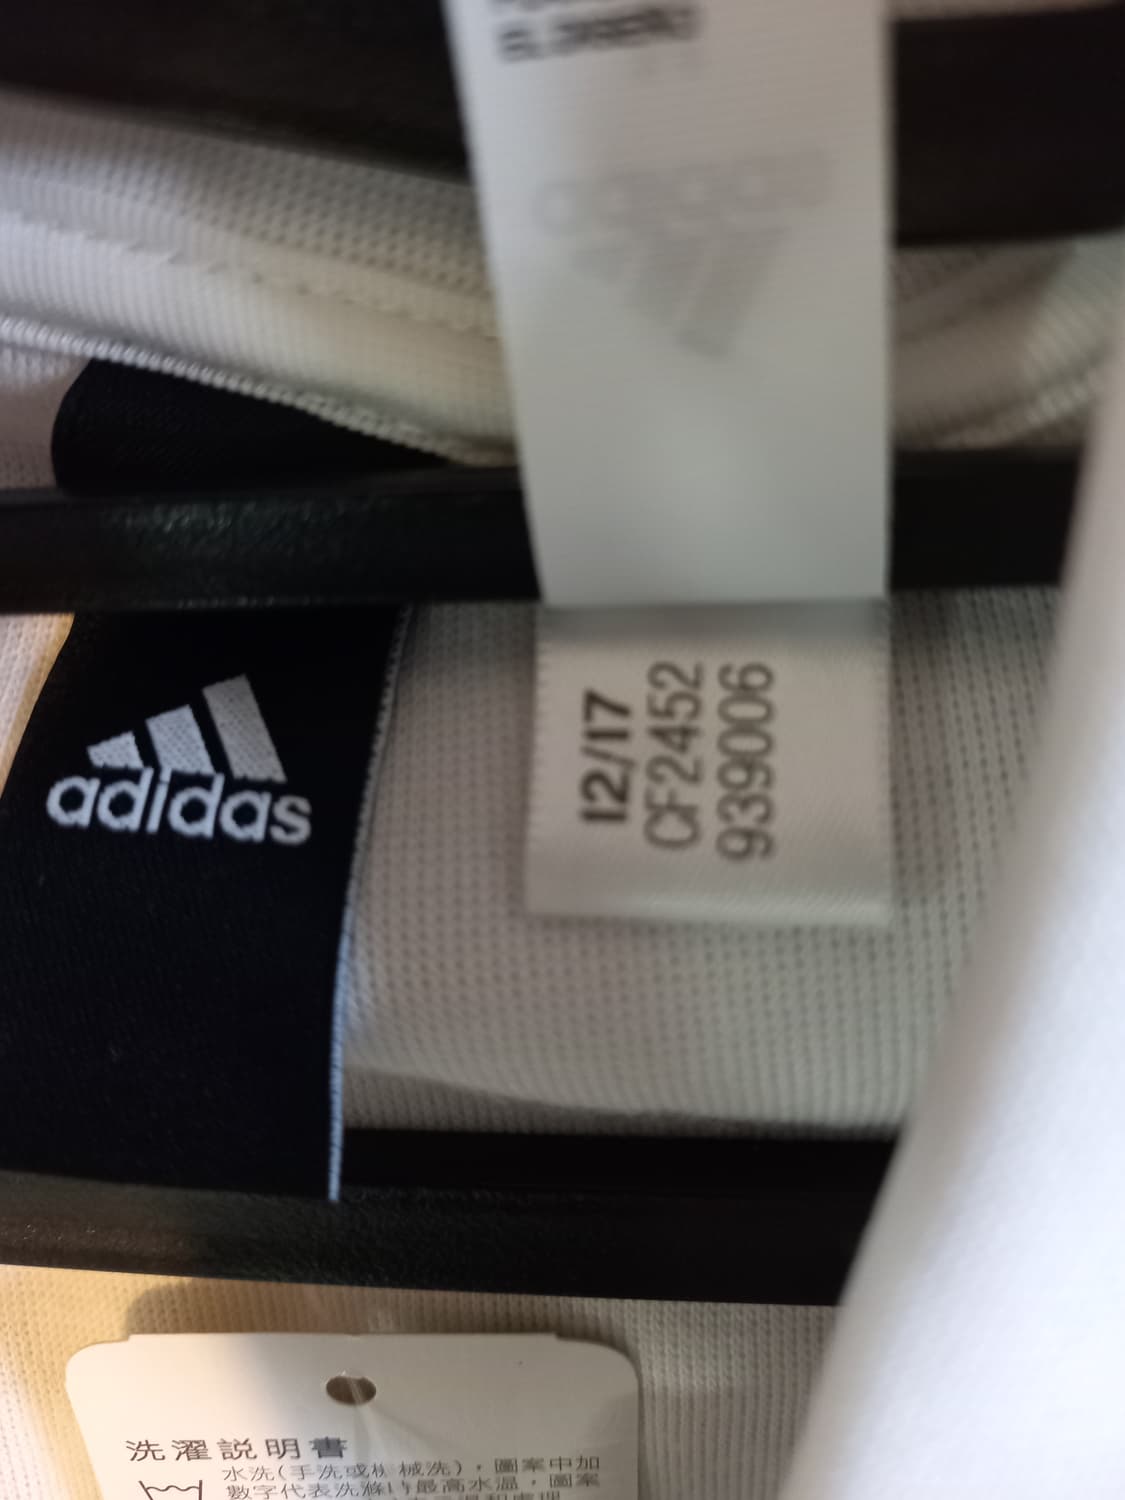 adidas
12/17
CF2452
939006
洗濯説明書
水洗(手洗或機械洗)，圖案中加
數字代表洗滌時最高水溫，圖案